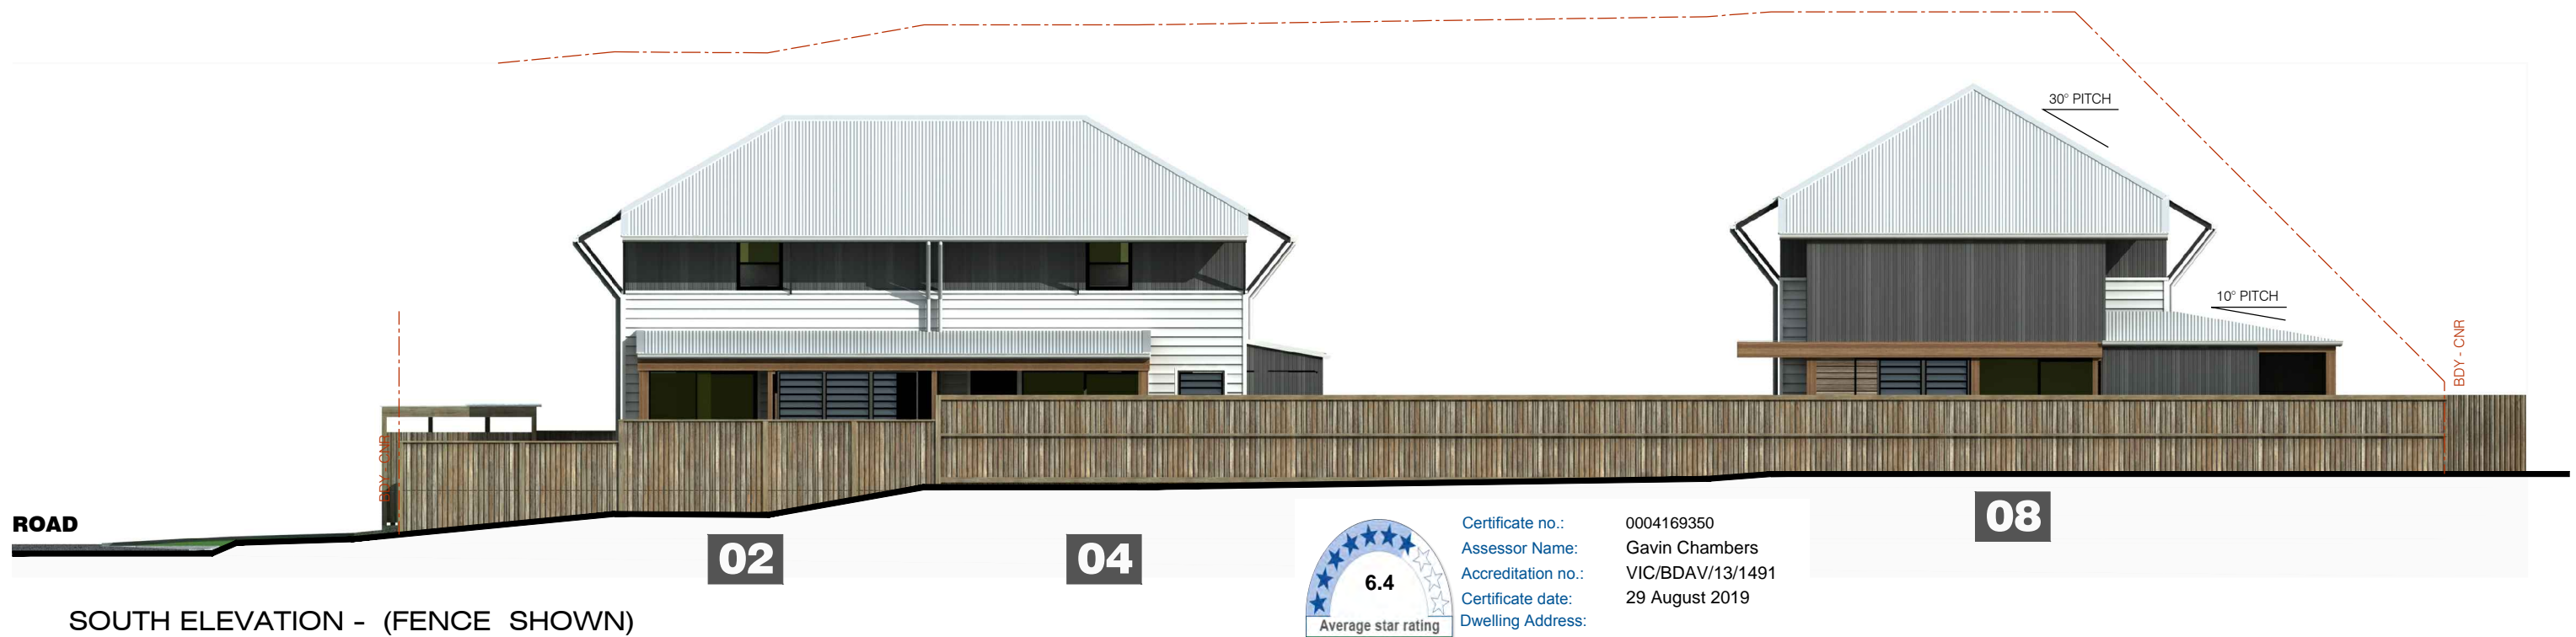 30° PITCH
10° PITCH
BDY - CNR
BDY - CNR
ROAD
02
04
08
6.4
Average star rating
Certificate no.: 0004169350
Assessor Name: Gavin Chambers
Accreditation no.: VIC/BDAV/13/1491
Certificate date: 29 August 2019
Dwelling Address:
SOUTH ELEVATION - (FENCE SHOWN)